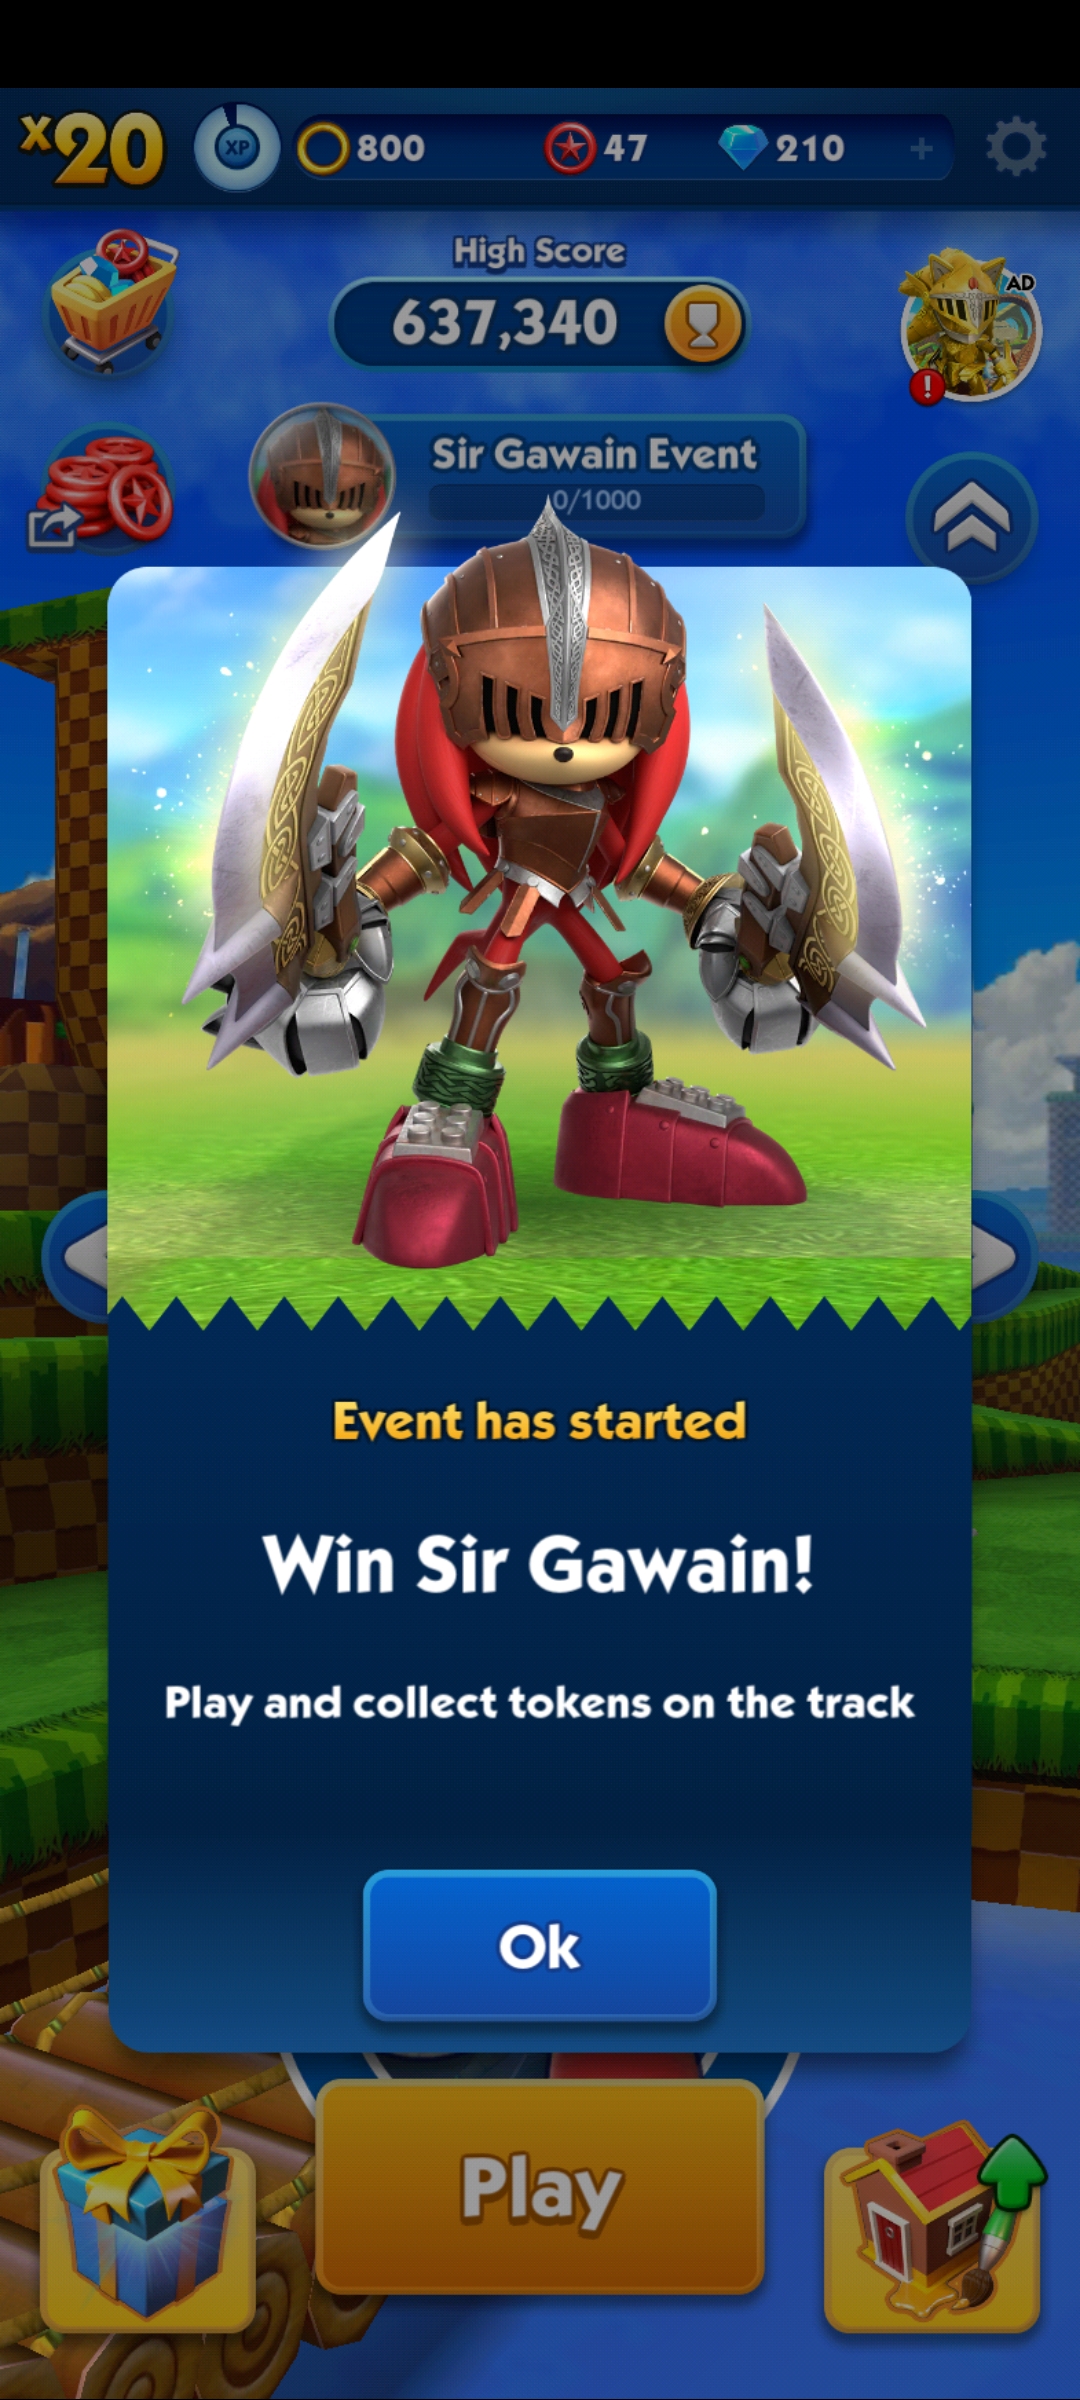 x20
XP
800
47
210
+
High Score
637,340
AD
!
Sir Gawain Event
0/1000
Event has started
Win Sir Gawain!
Play and collect tokens on the track
Ok
Play